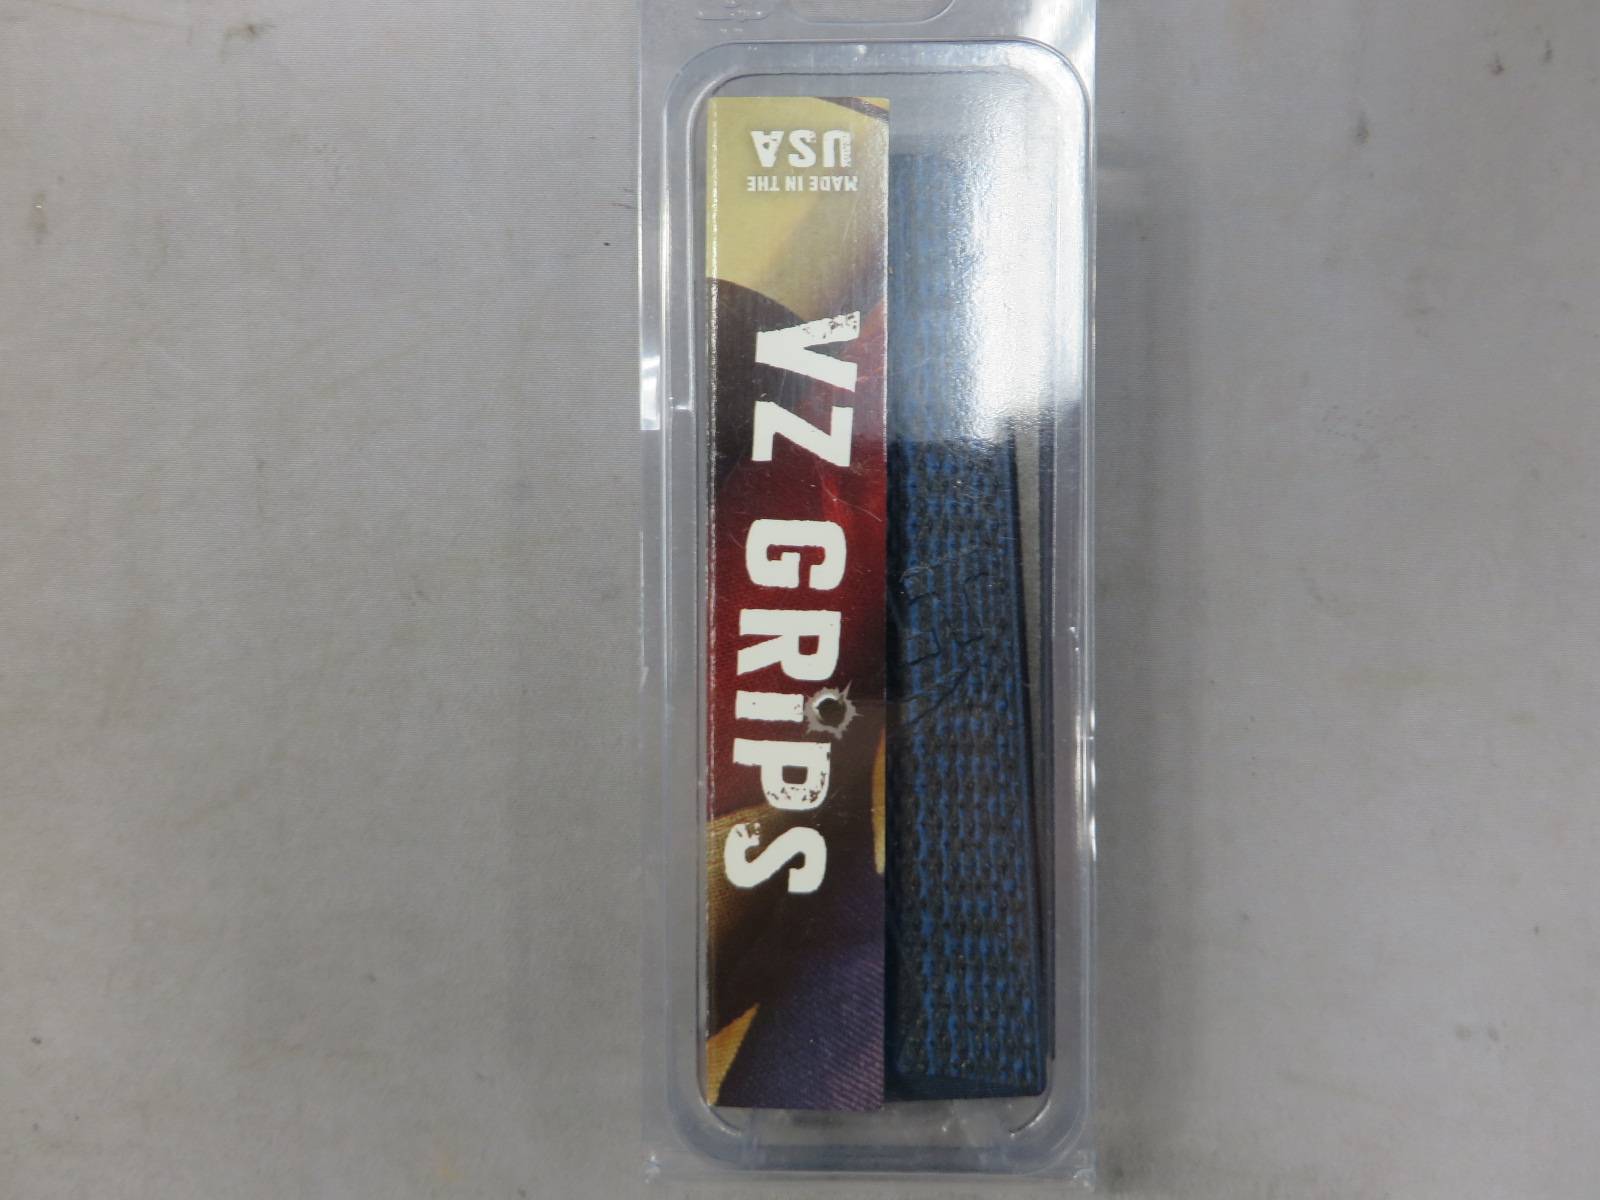 MADE IN THE
USA
VZ GRIPS